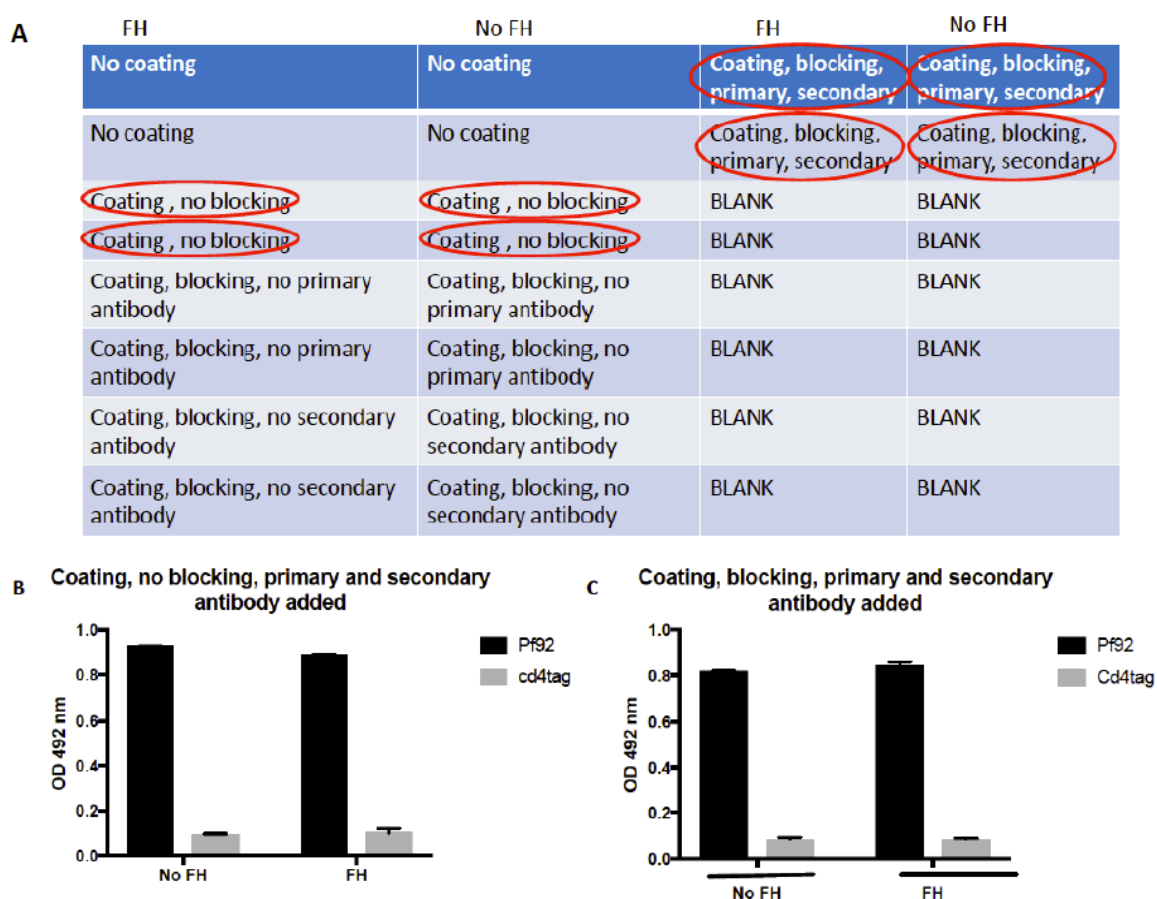 A
FH
No FH
FH
No FH
No coating
No coating
Coating, blocking,
primary, secondary
Coating, blocking,
primary, secondary
No coating
No coating
Coating, blocking,
primary, secondary
Coating, blocking,
primary, secondary
Coating , no blocking
Coating , no blocking
BLANK
BLANK
Coating , no blocking
Coating , no blocking
BLANK
BLANK
Coating, blocking, no primary
antibody
Coating, blocking, no
primary antibody
BLANK
BLANK
Coating, blocking, no primary
antibody
Coating, blocking, no
primary antibody
BLANK
BLANK
Coating, blocking, no secondary
antibody
Coating, blocking, no
secondary antibody
BLANK
BLANK
Coating, blocking, no secondary
antibody
Coating, blocking, no
secondary antibody
BLANK
BLANK
B
Coating, no blocking, primary and secondary
antibody added
1.0
0.8
0.6
0.4
0.2
0.0
OD 492 nm
No FH
FH
Pf92
cd4tag
C
Coating, blocking, primary and secondary
antibody added
1.0
0.8
0.6
0.4
0.2
0.0
OD 492 nm
No FH
FH
Pf92
Cd4tag